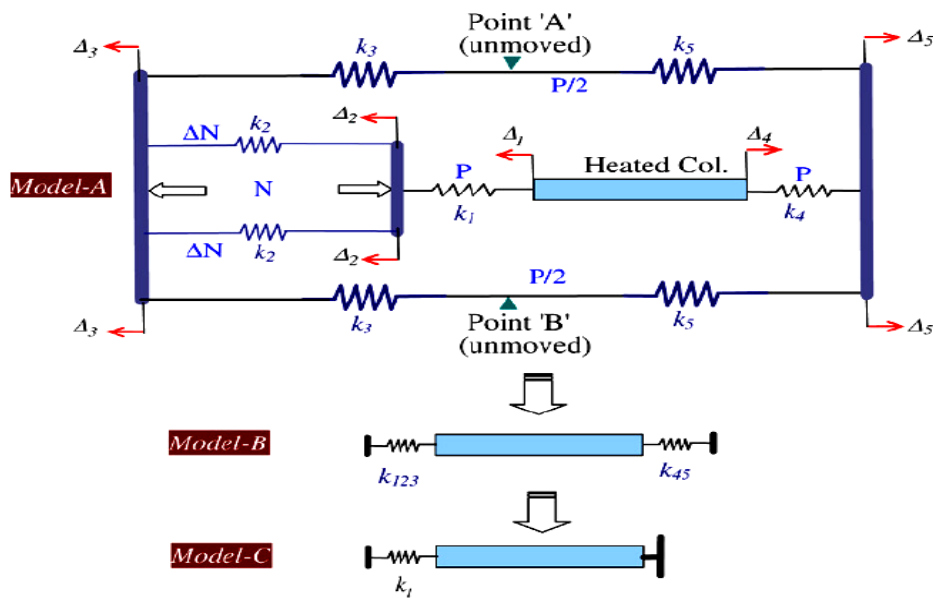 Point 'A'
(unmoved)
Δ3
k3
k5
Δ5
P/2
ΔN
k2
Δ2
Δ1
Δ4
Heated Col.
Model-A
N
P
k1
P
k4
ΔN
k2
Δ2
P/2
Δ3
k3
Point 'B'
(unmoved)
k5
Δ5
Model-B
k123
k45
Model-C
k1